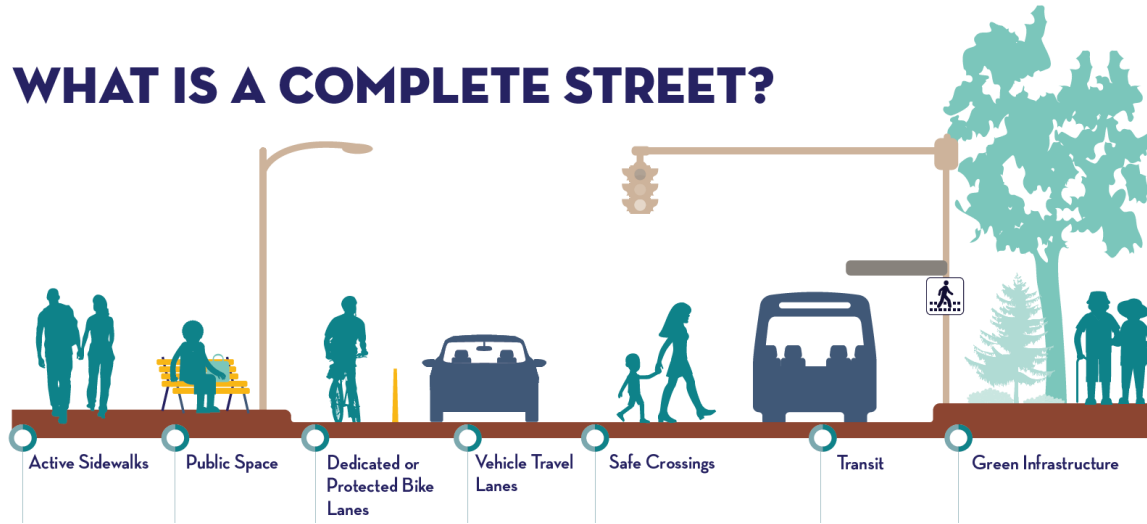 WHAT IS A COMPLETE STREET?
Active Sidewalks
Public Space
Dedicated or
Protected Bike
Lanes
Vehicle Travel
Lanes
Safe Crossings
Transit
Green Infrastructure